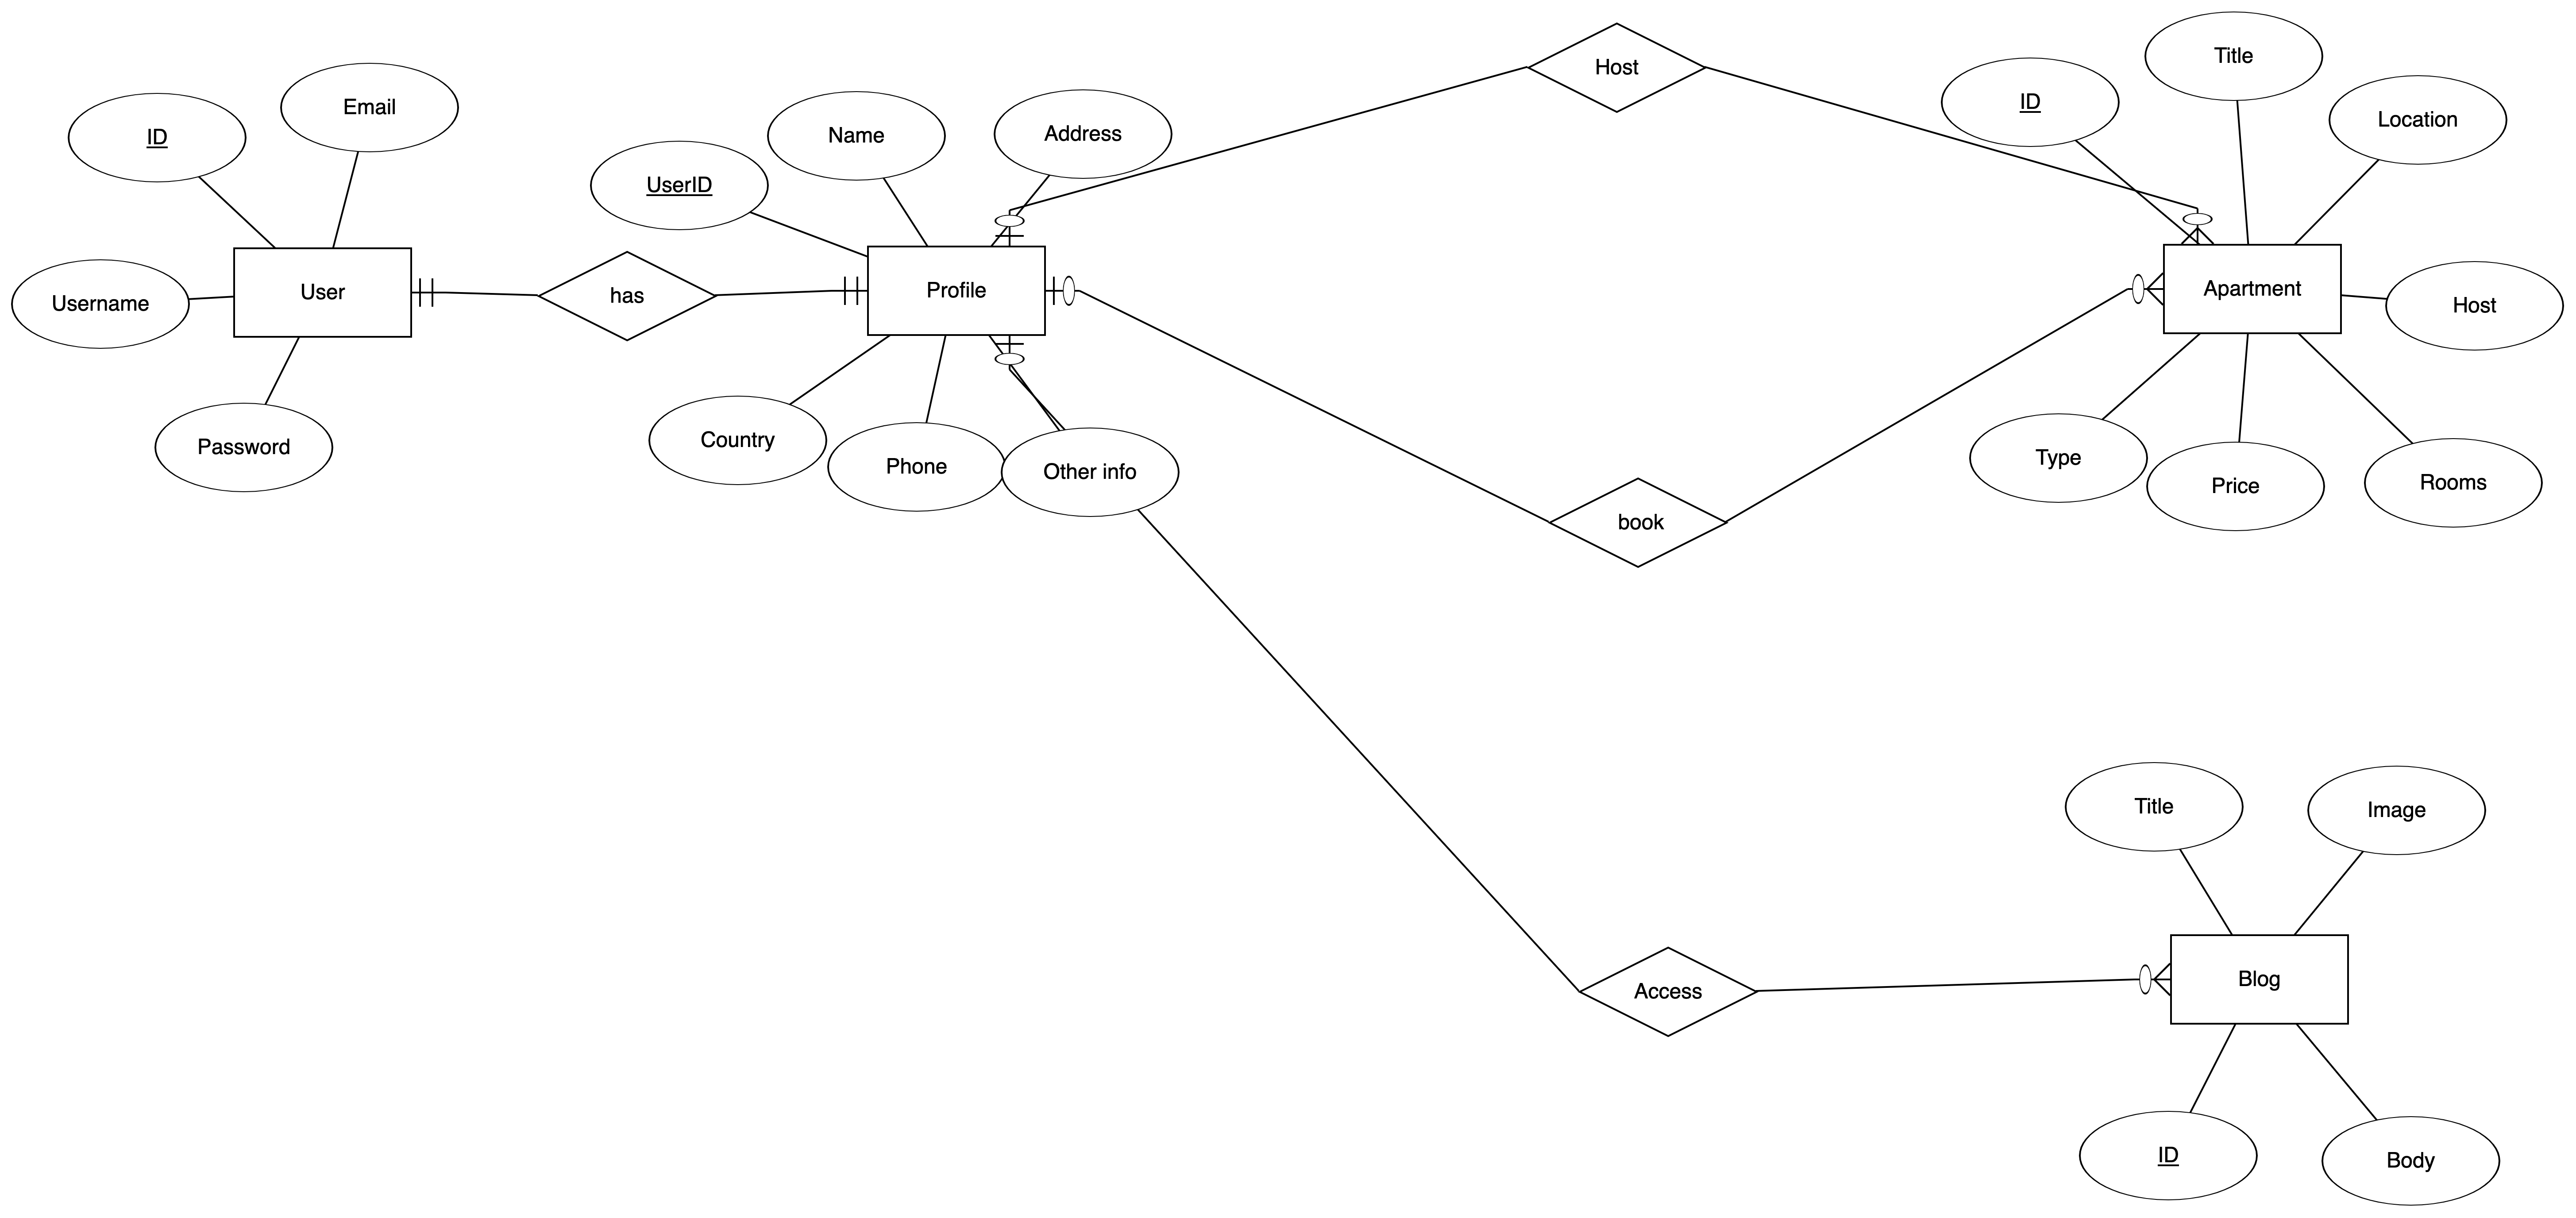 Host
Title
ID
Location
Email
ID
Name
Address
UserID
User
has
Profile
Apartment
Username
Host
Password
Country
Phone
Other info
Type
Price
Rooms
book
Title
Image
Access
Blog
ID
Body